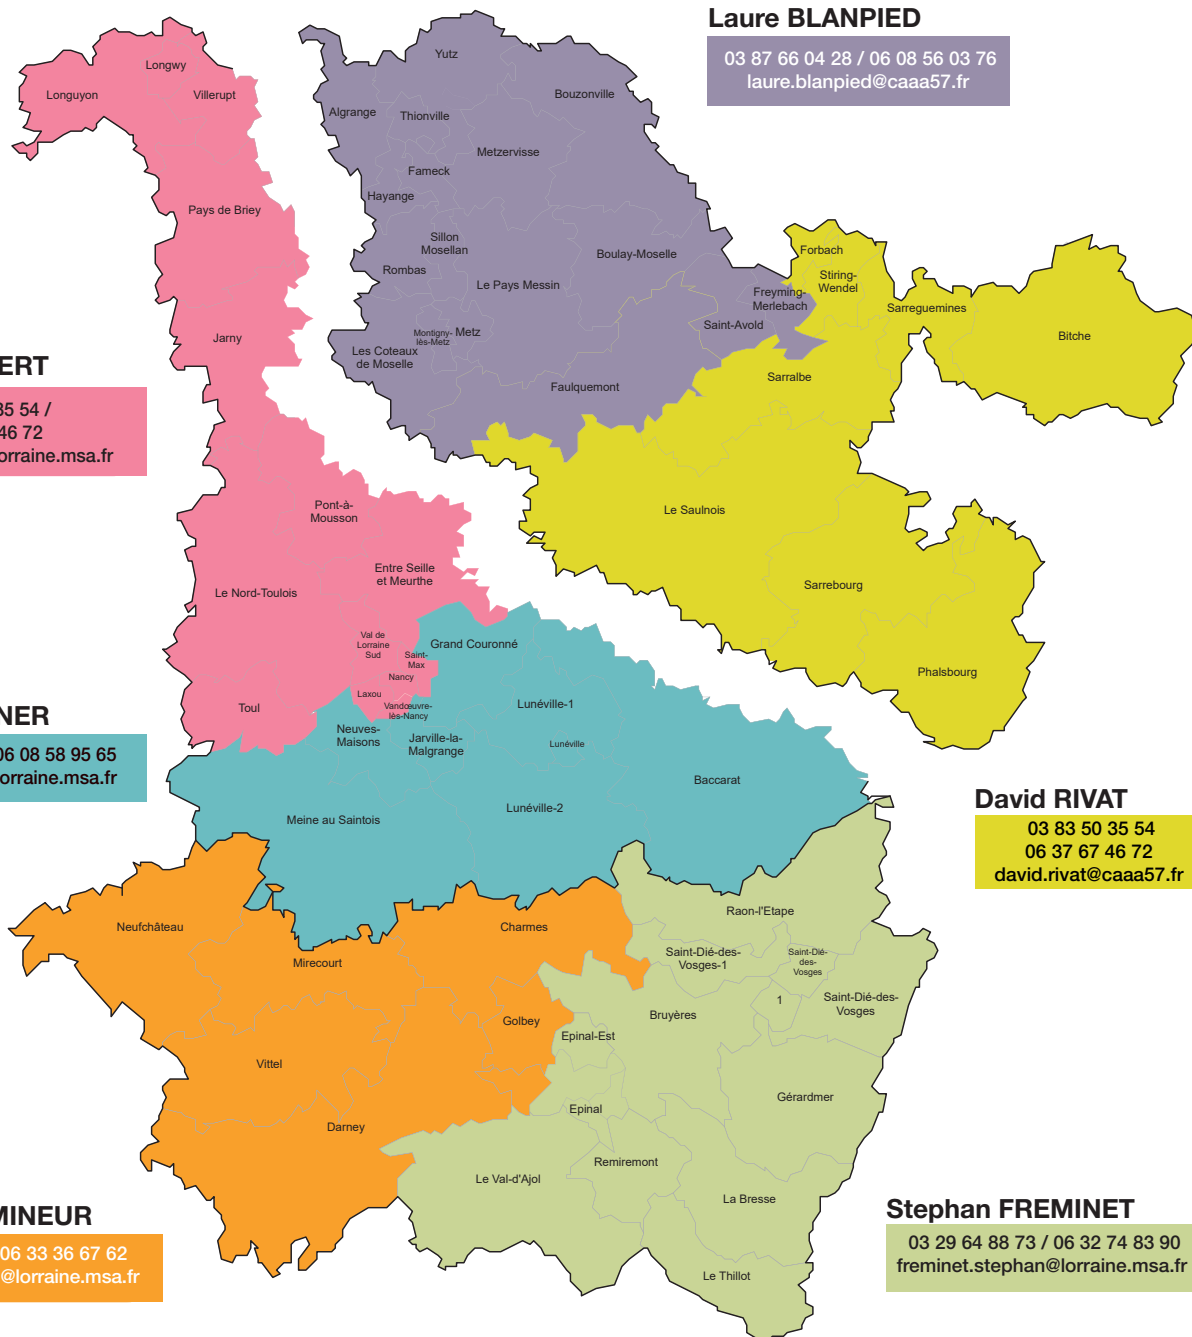 Laure BLANPIED
03 87 66 04 28 / 06 08 56 03 76
laure.blanpied@caaa57.fr
Longwy
Longuyon
Villerupt
Pays de Briey
Jarny
Yutz
Bouzonville
Algrange
Thionville
Metzervisse
Fameck
Hayange
Sillon
Mosellan
Rombas
Boulay-Moselle
Le Pays Messin
Freyming-
Merlebach
Saint-Avold
Montigny-
lès-Metz
Metz
Les Coteaux
de Moselle
Faulquemont
Forbach
Stiring-
Wendel
Sarreguemines
Bitche
Sarralbe
Le Saulnois
Sarrebourg
Phalsbourg
ERT
35 54 /
46 72
orraine.msa.fr
Pont-à-
Mousson
Entre Seille
et Meurthe
Le Nord-Toulois
Val de
Lorraine
Sud
Saint-
Max
Nancy
Laxou
Vandœuvre-
lès-Nancy
Toul
Grand Couronné
Lunéville-1
Neuves-
Maisons
Jarville-la-
Malgrange
Lunéville
Baccarat
Lunéville-2
Meine au Saintois
NER
06 08 58 95 65
lorraine.msa.fr
David RIVAT
03 83 50 35 54
06 37 67 46 72
david.rivat@caaa57.fr
Neufchâteau
Charmes
Mirecourt
Golbey
Vittel
Darney
Raon-l'Etape
Saint-Dié-des-
Vosges-1
Saint-Dié-
des-
Vosges
1
Saint-Dié-des-
Vosges
Bruyères
Epinal-Est
Gérardmer
Epinal
Remiremont
Le Val-d'Ajol
La Bresse
Le Thillot
MINEUR
06 33 36 67 62
@lorraine.msa.fr
Stephan FREMINET
03 29 64 88 73 / 06 32 74 83 90
freminet.stephan@lorraine.msa.fr